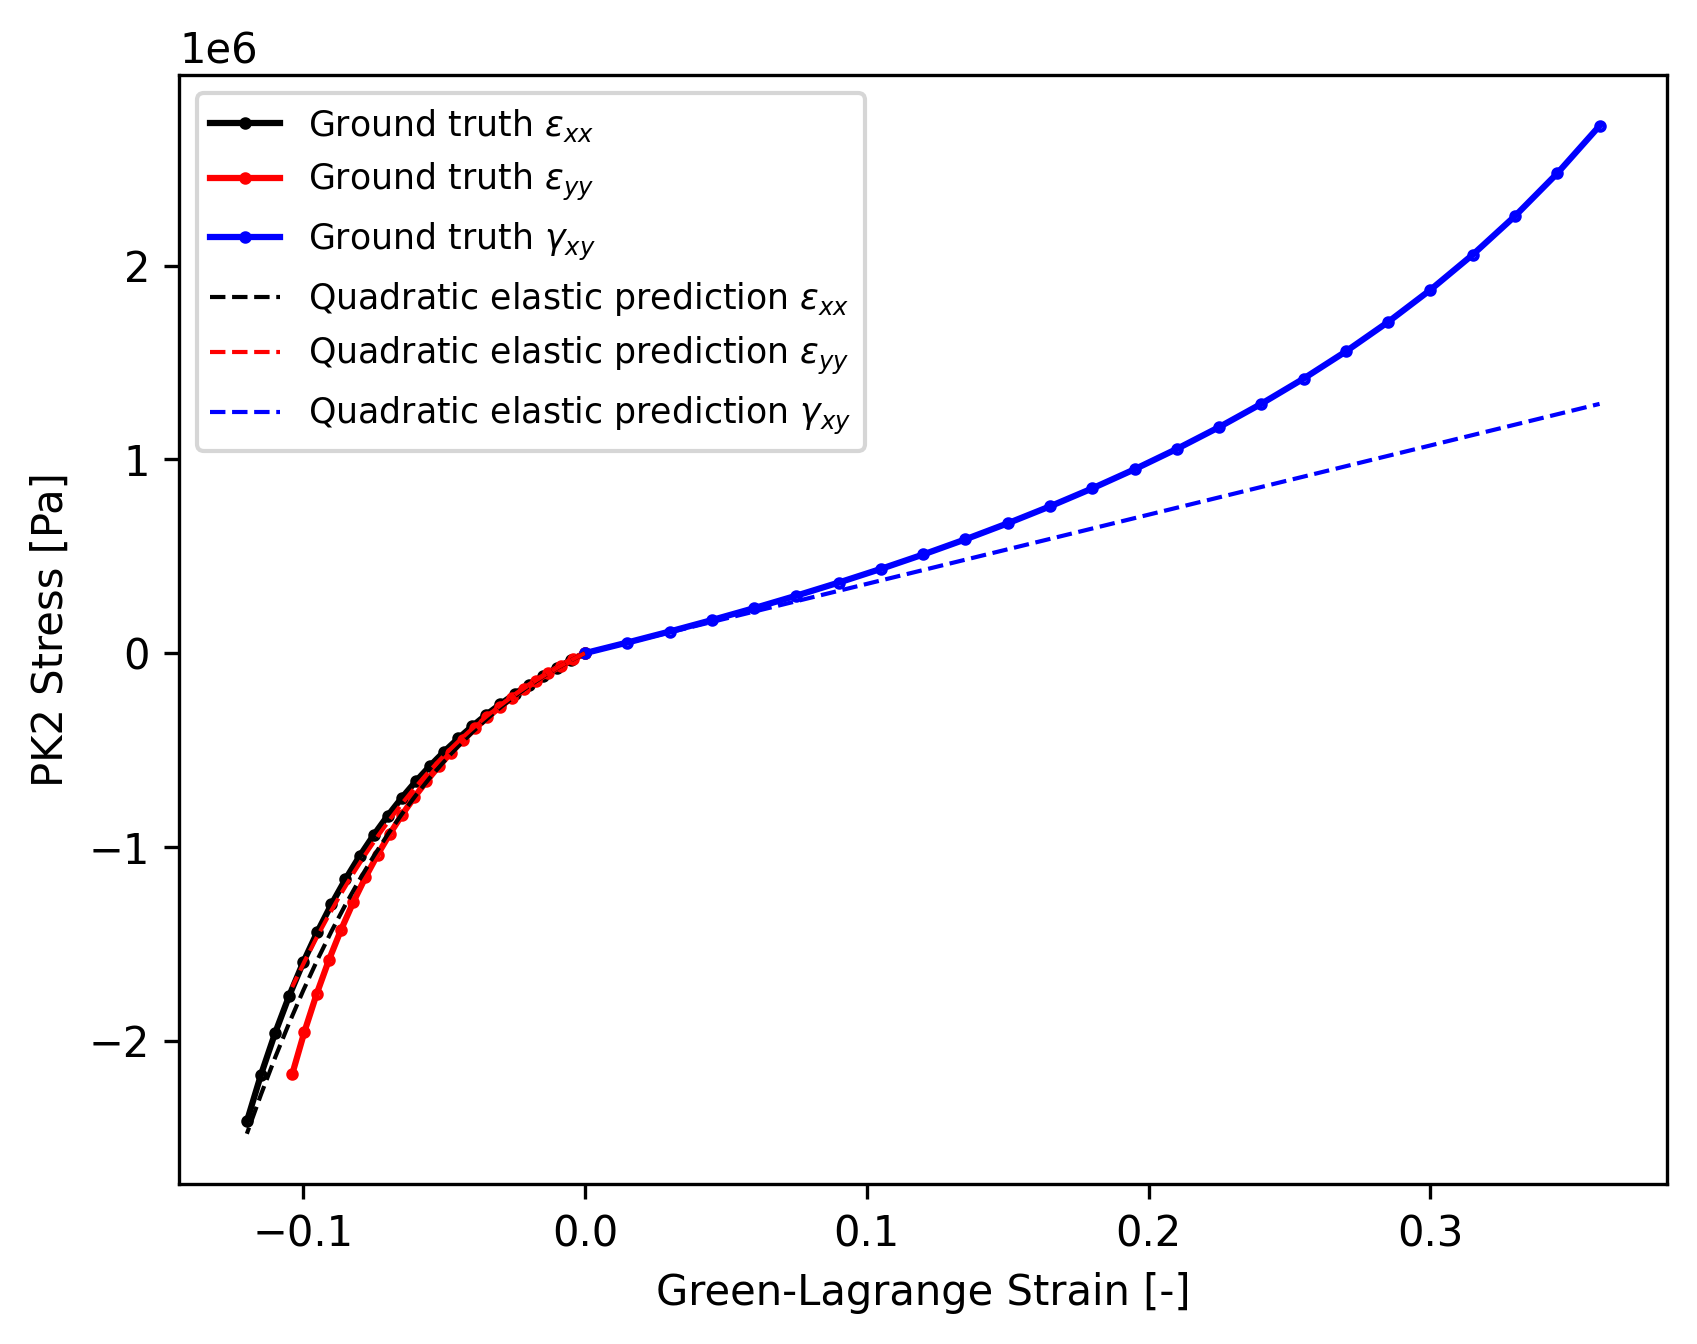 1e6
Ground truth εxx
Ground truth εyy
Ground truth γxy
Quadratic elastic prediction εxx
Quadratic elastic prediction εyy
Quadratic elastic prediction γxy
2
1
0
−1
−2
PK2 Stress [Pa]
−0.1 0.0 0.1 0.2 0.3
Green-Lagrange Strain [-]